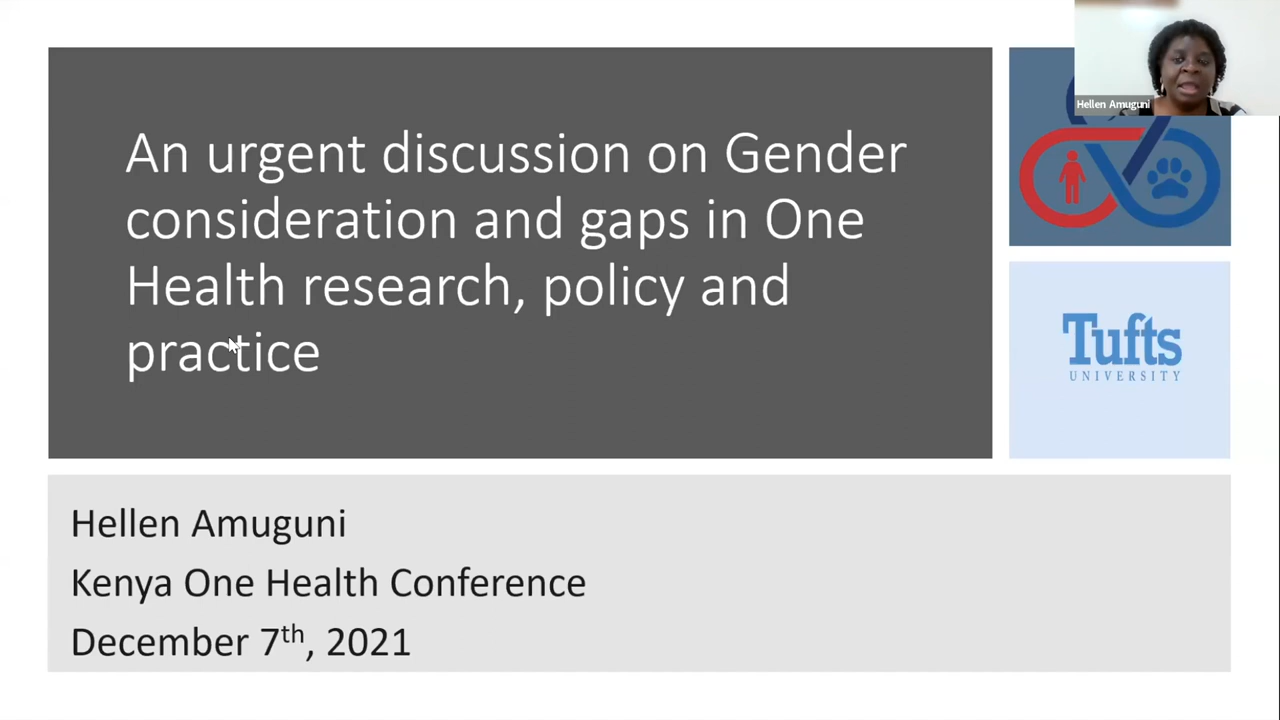 Hellen Amuguni
An urgent discussion on Gender
consideration and gaps in One
Health research, policy and
practice
Tufts
UNIVERSITY
Hellen Amuguni
Kenya One Health Conference
December 7th, 2021